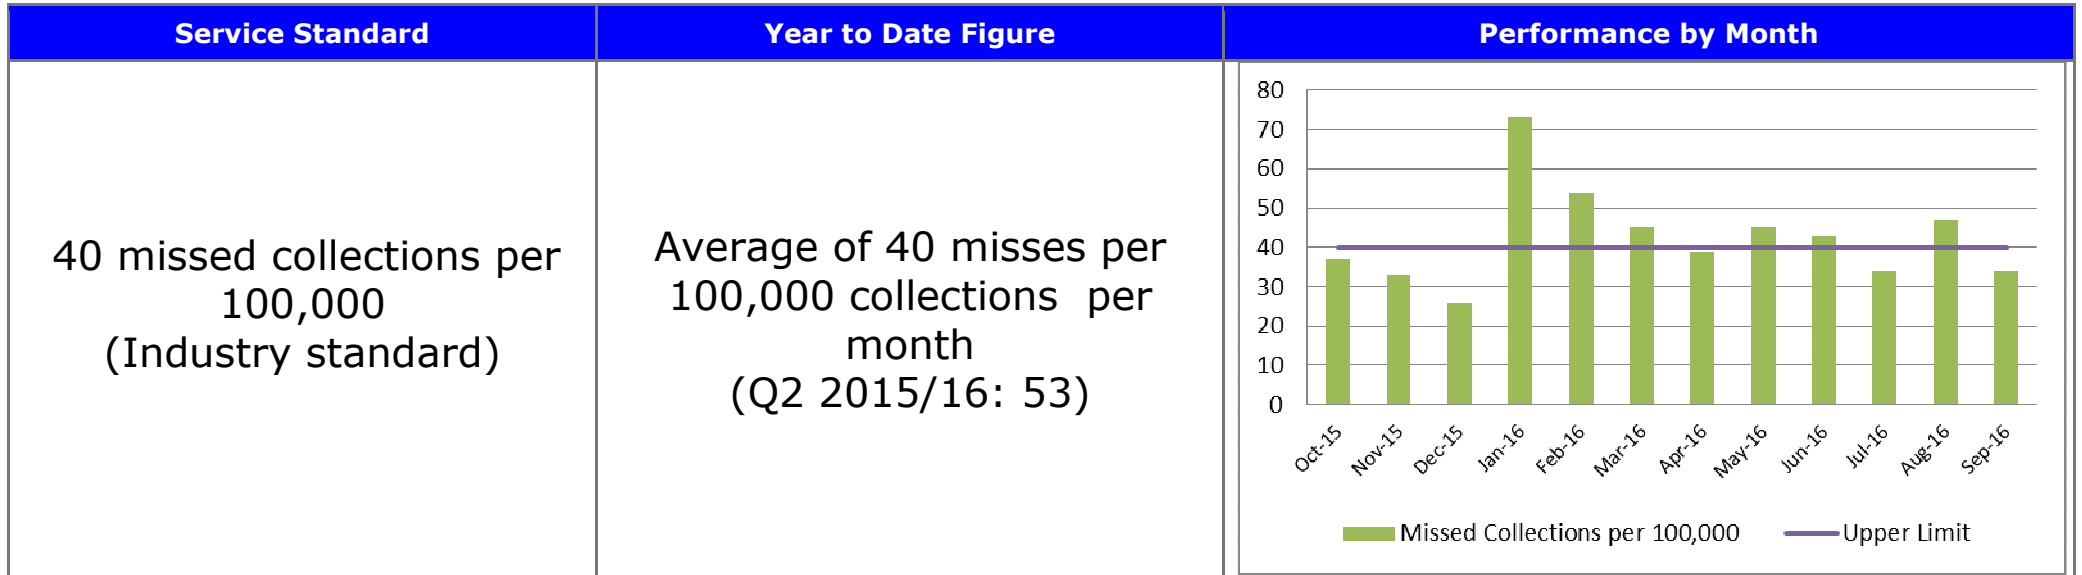 Service Standard
Year to Date Figure
Performance by Month
40 missed collections per
100,000
(Industry standard)
Average of 40 misses per
100,000 collections  per
month
(Q2 2015/16: 53)
80
70
60
50
40
30
20
10
0
Oct-15
Nov-15
Dec-15
Jan-16
Feb-16
Mar-16
Apr-16
May-16
Jun-16
Jul-16
Aug-16
Sep-16
Missed Collections per 100,000
Upper Limit